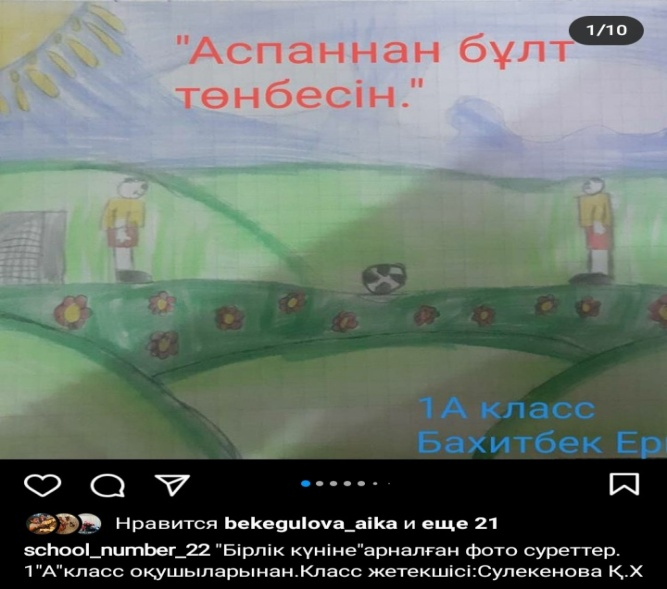 1/10
"Аспаннан бұлт
төнбесін."
1А класс
Бахитбек Ер
Нравится bekegulova_aika и еще 21
school_number_22 "Бірлік күніне"арналған фото суреттер.
1"А"класс оқушыларынан.Класс жетекшісі:Сулекенова Қ.Х